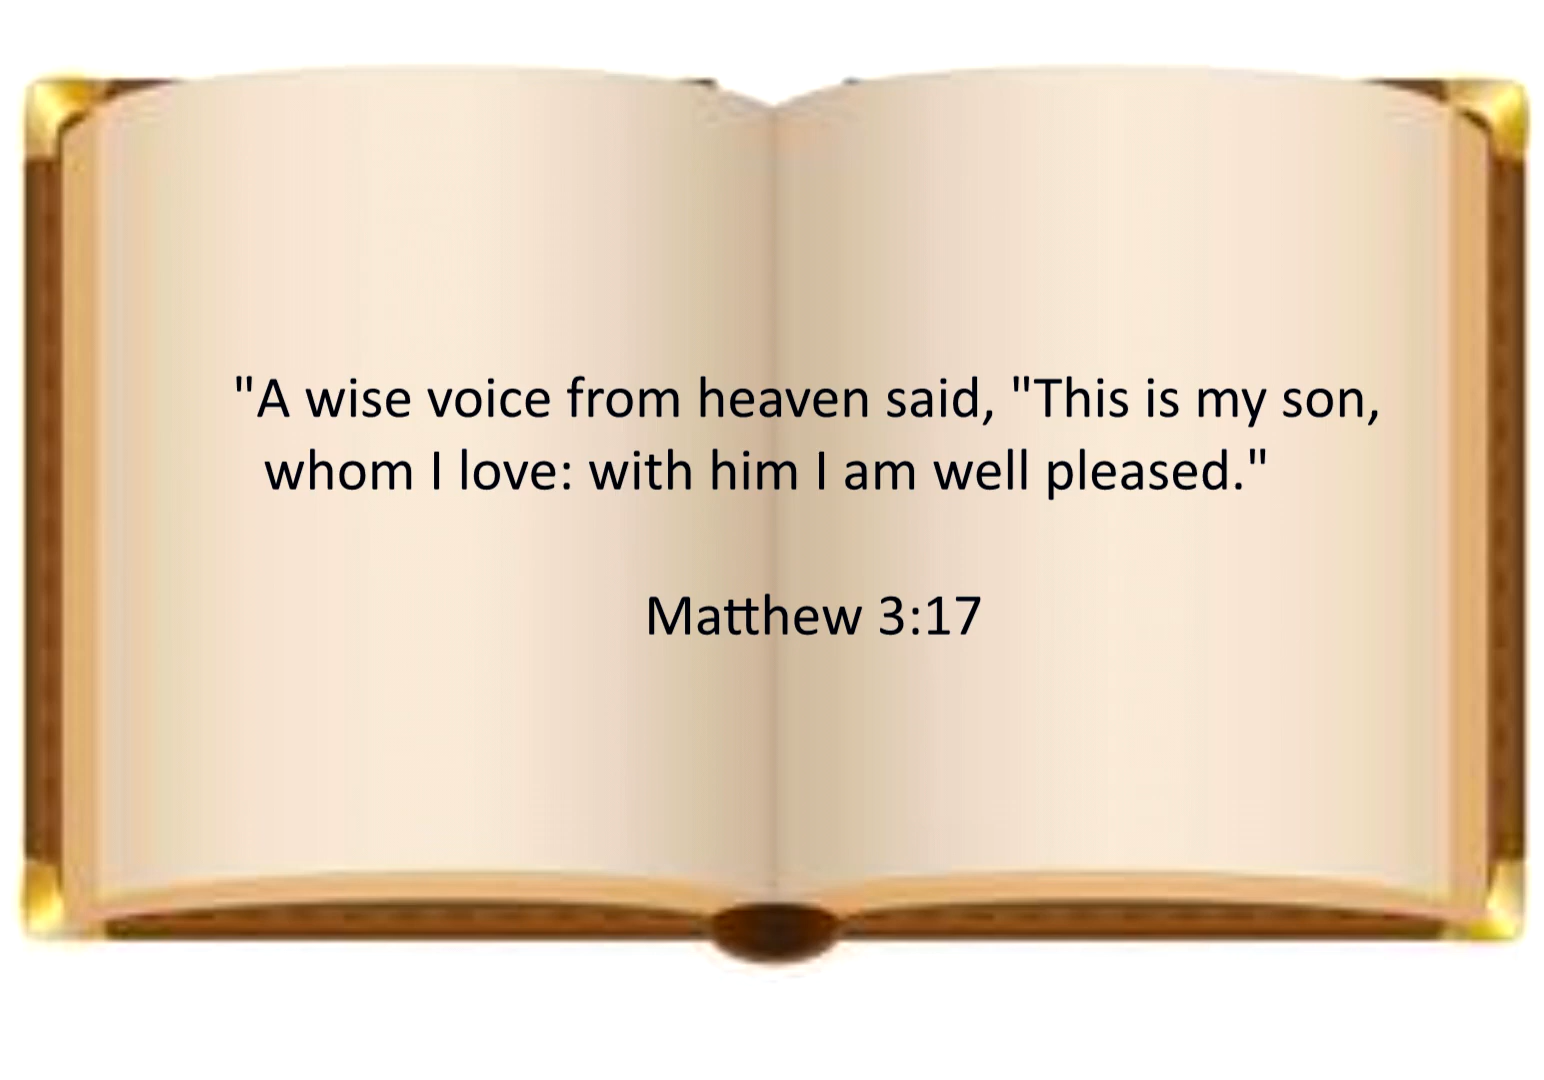 "A wise voice from heaven said, "This is my son,
whom I love: with him I am well pleased."
Matthew 3:17